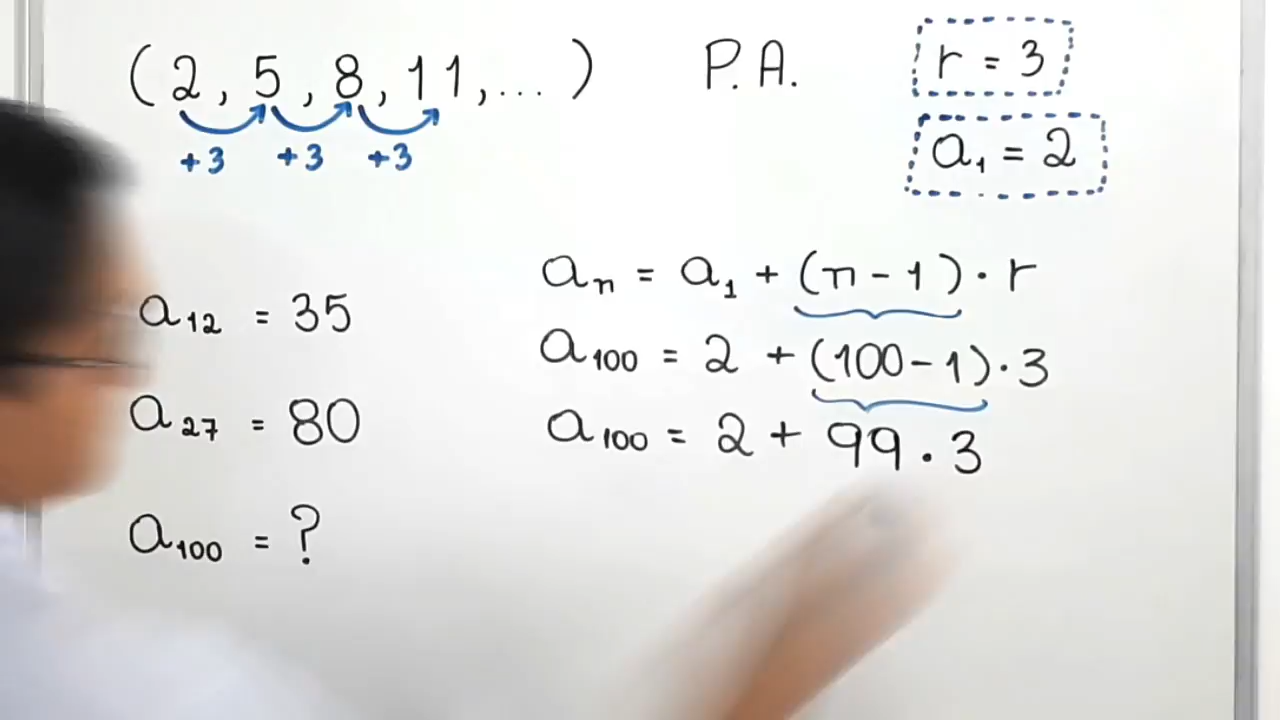 (2, 5, 8, 11, ...) P.A. r = 3
+3 +3 +3
a₁ = 2
a₁₂ = 35
a₂₇ = 80
a₁₀₀ = ?
aₙ = a₁ + (n - 1) · r
a₁₀₀ = 2 + (100 - 1) · 3
a₁₀₀ = 2 + 99 · 3